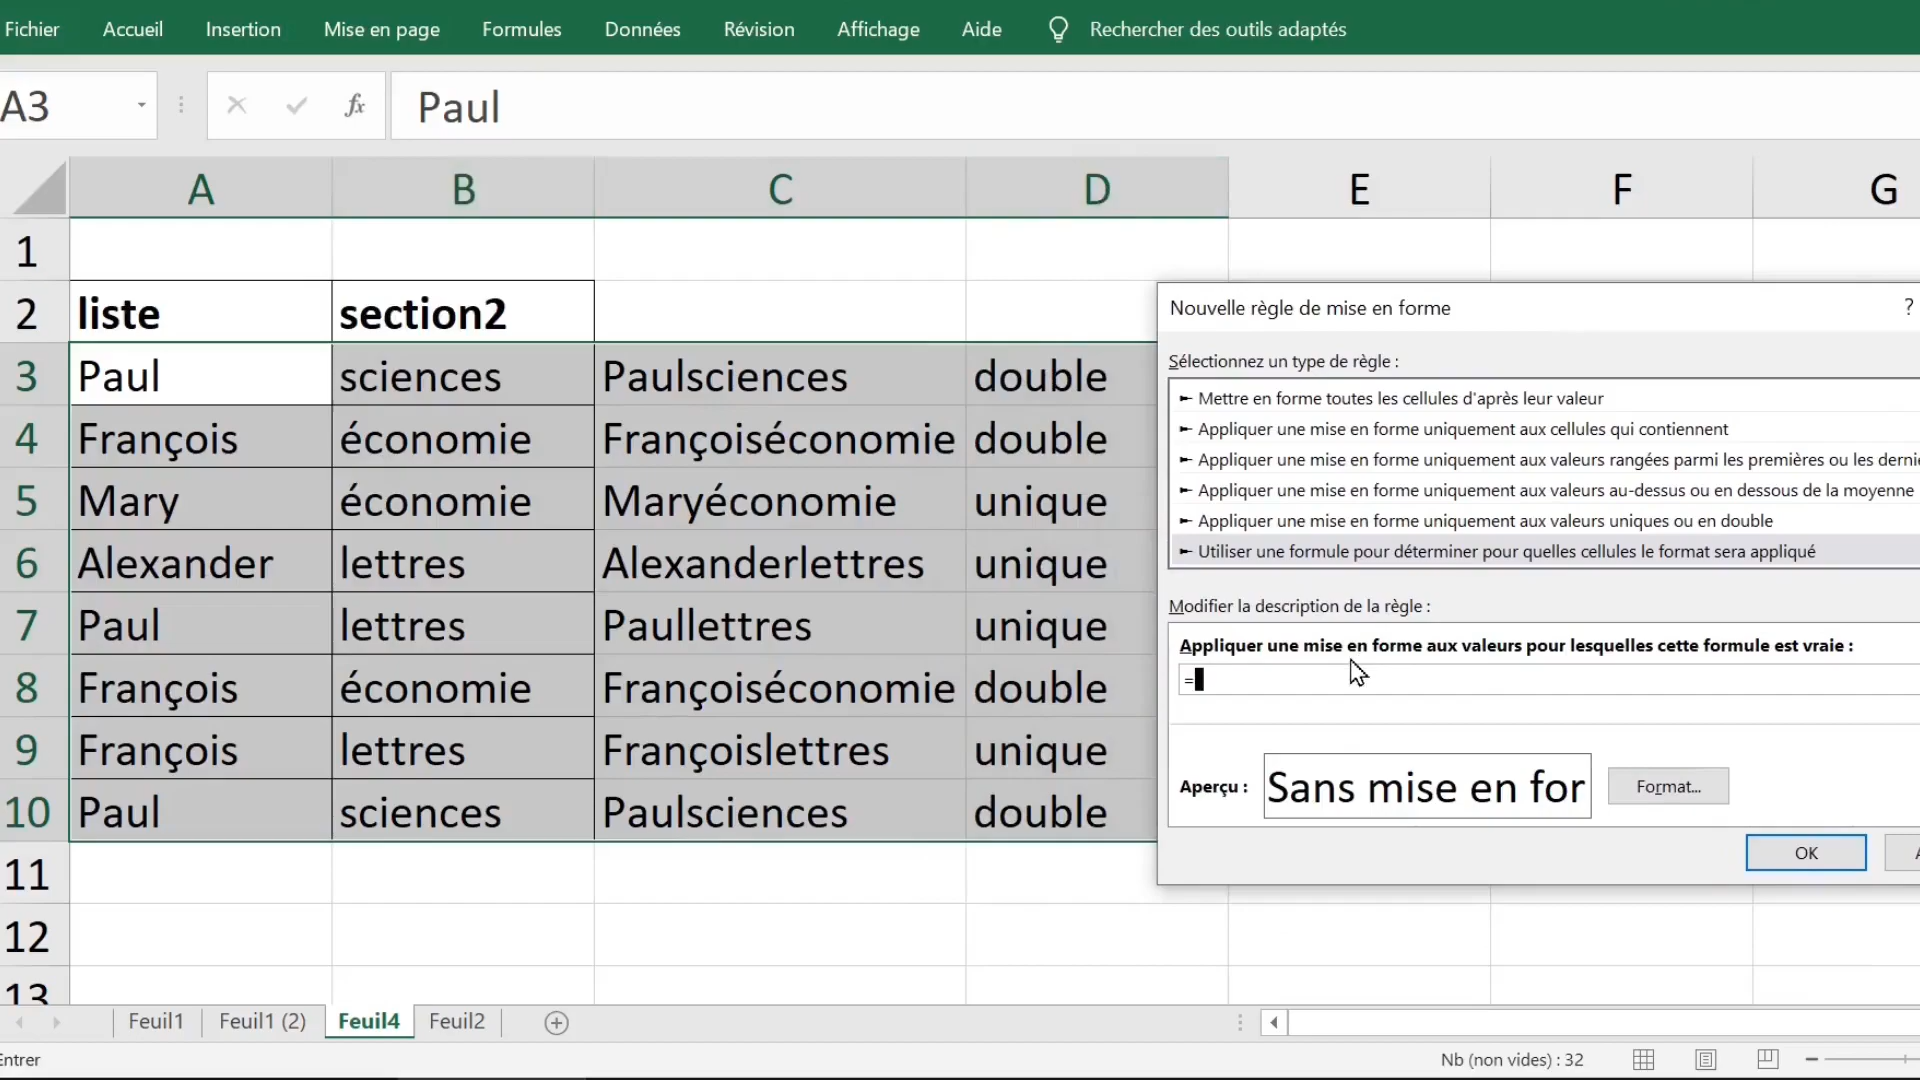 Fichier Accueil Insertion Mise en page Formules Données Révision Affichage Aide Rechercher des outils adaptés
A3 fx Paul
A B C D E F G
1
2 liste section2
3 Paul sciences Paulsciences double
4 François économie Françoiséconomie double
5 Mary économie Maryéconomie unique
6 Alexander lettres Alexanderlettres unique
7 Paul lettres Paullettres unique
8 François économie Françoiséconomie double
9 François lettres Françoislettres unique
10 Paul sciences Paulsciences double
11
12
13
Nouvelle règle de mise en forme ?
Sélectionnez un type de règle :
► Mettre en forme toutes les cellules d'après leur valeur
► Appliquer une mise en forme uniquement aux cellules qui contiennent
► Appliquer une mise en forme uniquement aux valeurs rangées parmi les premières ou les derniè
► Appliquer une mise en forme uniquement aux valeurs au-dessus ou en dessous de la moyenne
► Appliquer une mise en forme uniquement aux valeurs uniques ou en double
► Utiliser une formule pour déterminer pour quelles cellules le format sera appliqué
Modifier la description de la règle :
Appliquer une mise en forme aux valeurs pour lesquelles cette formule est vraie :
=
Aperçu : Sans mise en for Format...
OK
Feuil1 Feuil1 (2) Feuil4 Feuil2
Entrer Nb (non vides) : 32